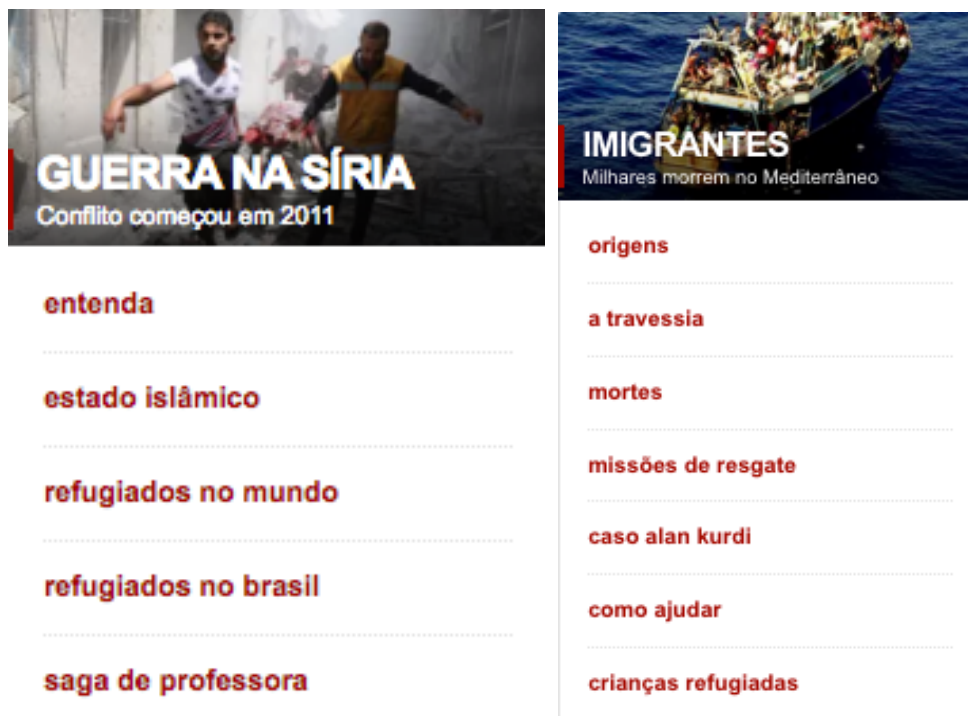 GUERRA NA SÍRIA
Conflito começou em 2011
entenda
estado islâmico
refugiados no mundo
refugiados no brasil
saga de professora
IMIGRANTES
Milhares morrem no Mediterrâneo
origens
a travessia
mortes
missões de resgate
caso alan kurdi
como ajudar
crianças refugiadas